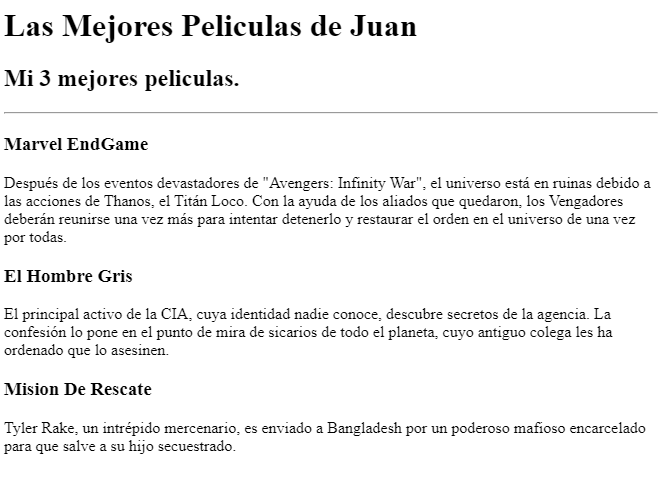 Las Mejores Peliculas de Juan
Mi 3 mejores peliculas.
Marvel EndGame
Después de los eventos devastadores de "Avengers: Infinity War", el universo está en ruinas debido a
las acciones de Thanos, el Titán Loco. Con la ayuda de los aliados que quedaron, los Vengadores
deberán reunirse una vez más para intentar detenerlo y restaurar el orden en el universo de una vez
por todas.
El Hombre Gris
El principal activo de la CIA, cuya identidad nadie conoce, descubre secretos de la agencia. La
confesión lo pone en el punto de mira de sicarios de todo el planeta, cuyo antiguo colega les ha
ordenado que lo asesinen.
Mision De Rescate
Tyler Rake, un intrépido mercenario, es enviado a Bangladesh por un poderoso mafioso encarcelado
para que salve a su hijo secuestrado.